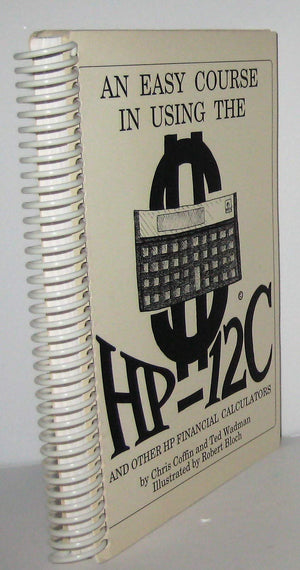 AN EASY COURSE
IN USING THE
©
HP-12C
AND OTHER HP FINANCIAL CALCULATORS
by Chris Coffin and Ted Wadman
Illustrated by Robert Bloch